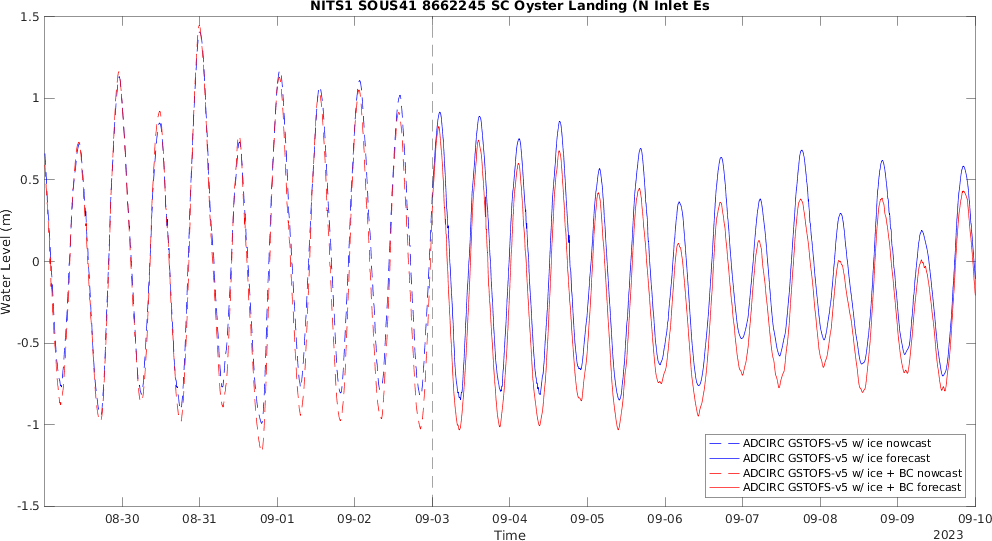 NITS1 SOUS41 8662245 SC Oyster Landing (N Inlet Es
1.5
1
0.5
0
-0.5
-1
-1.5
Water Level (m)
08-30 08-31 09-01 09-02 09-03 09-04 09-05 09-06 09-07 09-08 09-09 09-10
Time
2023
ADCIRC GSTOFS-v5 w/ ice nowcast
ADCIRC GSTOFS-v5 w/ ice forecast
ADCIRC GSTOFS-v5 w/ ice + BC nowcast
ADCIRC GSTOFS-v5 w/ ice + BC forecast